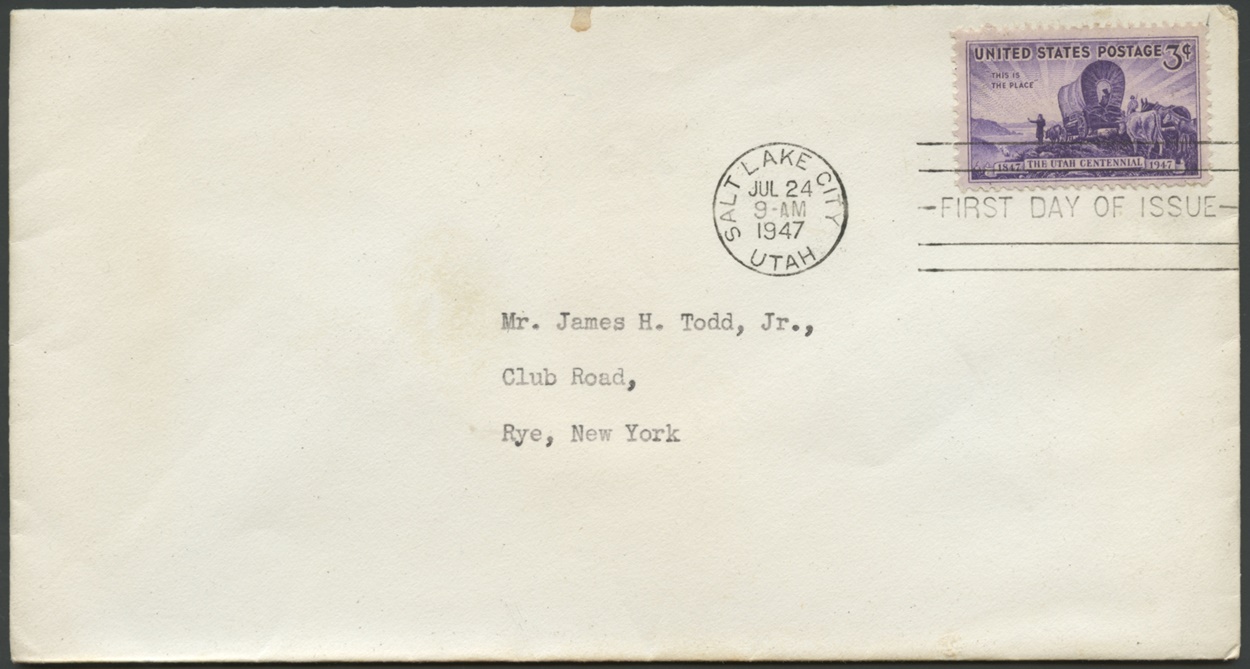 UNITED STATES POSTAGE 3¢
THIS IS
THE PLACE
1847 THE UTAH CENTENNIAL 1947
SALT LAKE CITY
JUL 24
9-AM
1947
UTAH
FIRST DAY OF ISSUE
Mr. James H. Todd, Jr.,
Club Road,
Rye, New York